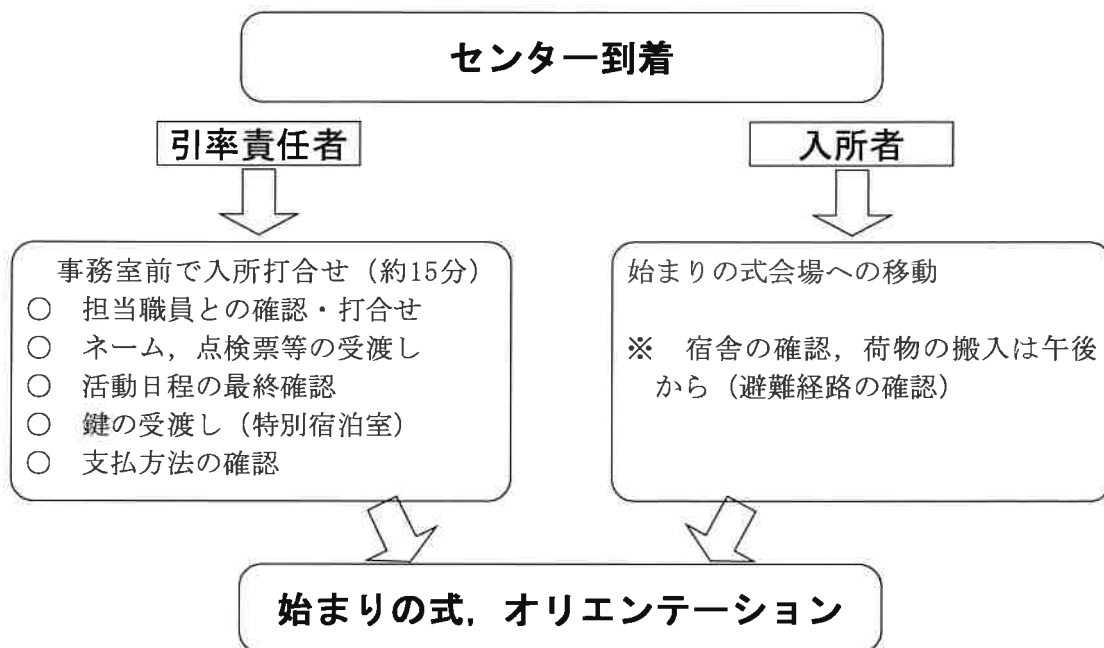 センター到着
引率責任者
事務室前で入所打合せ（約15分）
○　担当職員との確認・打合せ
○　ネーム，点検票等の受渡し
○　活動日程の最終確認
○　鍵の受渡し（特別宿泊室）
○　支払方法の確認
入所者
始まりの式会場への移動
※　宿舎の確認，荷物の搬入は午後
から（避難経路の確認）
始まりの式，オリエンテーション